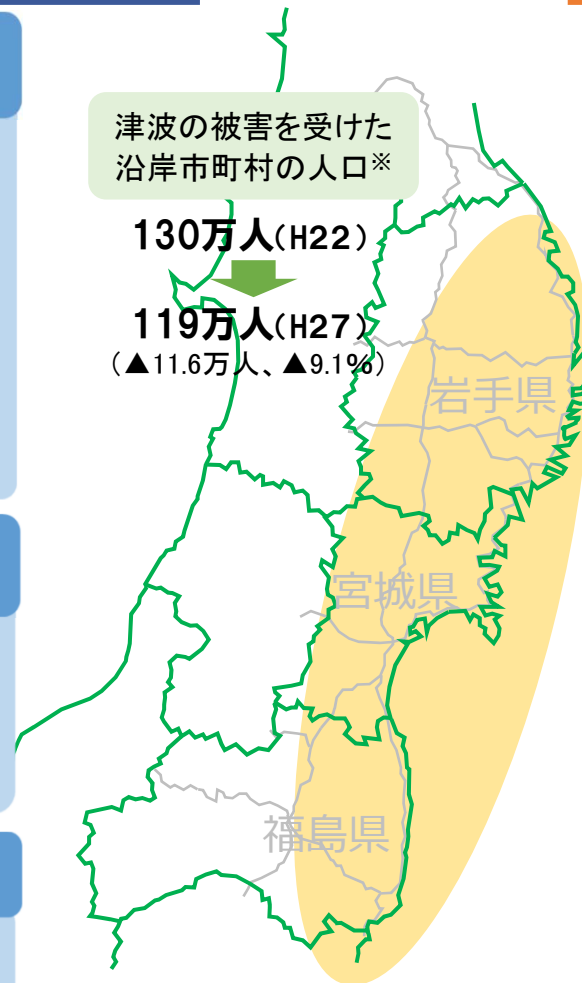 津波の被害を受けた
沿岸市町村の人口※
130万人(H22)
119万人(H27)
(▲11.6万人、▲9.1%)
岩手県
宮城県
福島県